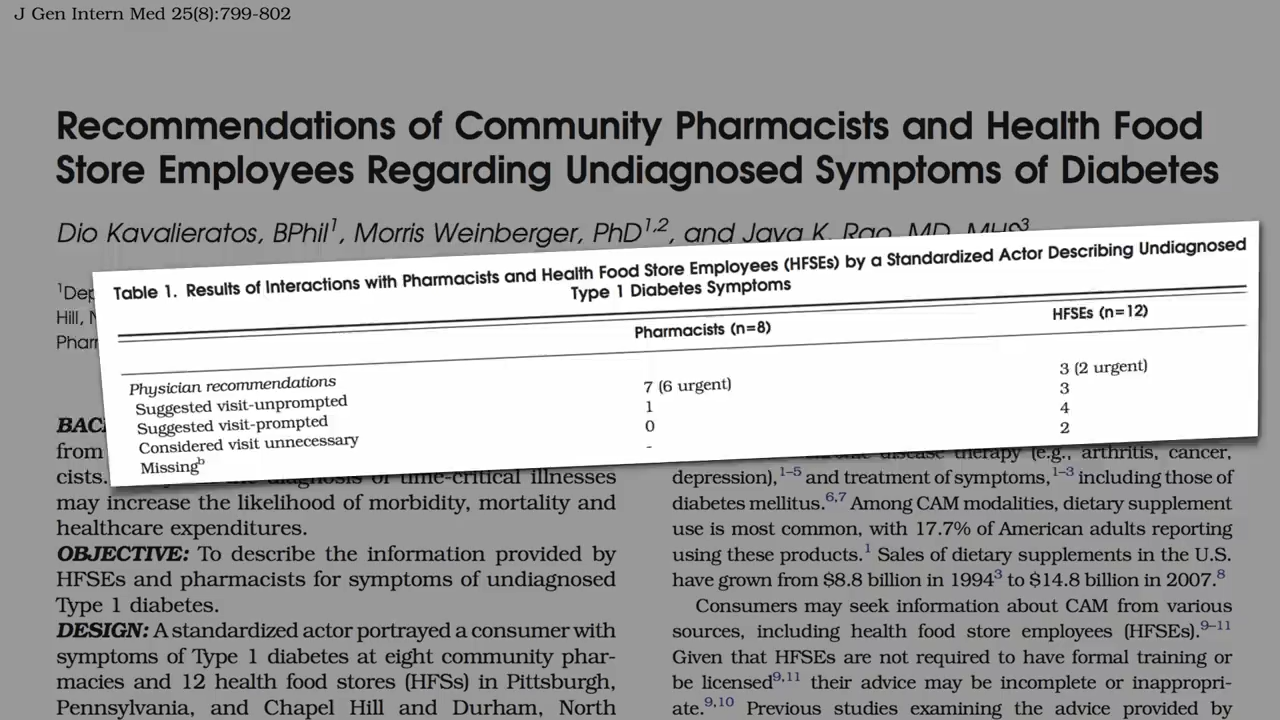 J Gen Intern Med 25(8):799-802
Recommendations of Community Pharmacists and Health Food
Store Employees Regarding Undiagnosed Symptoms of Diabetes
Dio Kavalieratos, BPhil1, Morris Weinberger, PhD1,2, and Jaya K. Rao, MD, MHS3
Table 1. Results of Interactions with Pharmacists and Health Food Store Employees (HFSEs) by a Standardized Actor Describing Undiagnosed
Type 1 Diabetes Symptoms
Pharmacists (n=8) HFSEs (n=12)
Physician recommendations
Suggested visit-unprompted 7 (6 urgent) 3 (2 urgent)
Suggested visit-prompted 1 3
Considered visit unnecessary 0 4
Missingb - 2
1Dep
Hill, N
Phar
BAC
from
cists. diagnosis of time-critical illnesses
may increase the likelihood of morbidity, mortality and
healthcare expenditures.
OBJECTIVE: To describe the information provided by
HFSEs and pharmacists for symptoms of undiagnosed
Type 1 diabetes.
DESIGN: A standardized actor portrayed a consumer with
symptoms of Type 1 diabetes at eight community phar-
macies and 12 health food stores (HFSs) in Pittsburgh,
Pennsylvania, and Chapel Hill and Durham, North
disease therapy (e.g., arthritis, cancer,
depression),1–5 and treatment of symptoms,1–3 including those of
diabetes mellitus.6,7 Among CAM modalities, dietary supplement
use is most common, with 17.7% of American adults reporting
using these products.1 Sales of dietary supplements in the U.S.
have grown from $8.8 billion in 19943 to $14.8 billion in 2007.8
Consumers may seek information about CAM from various
sources, including health food store employees (HFSEs).9–11
Given that HFSEs are not required to have formal training or
be licensed9,11 their advice may be incomplete or inappropri-
ate.9,10 Previous studies examining the advice provided by